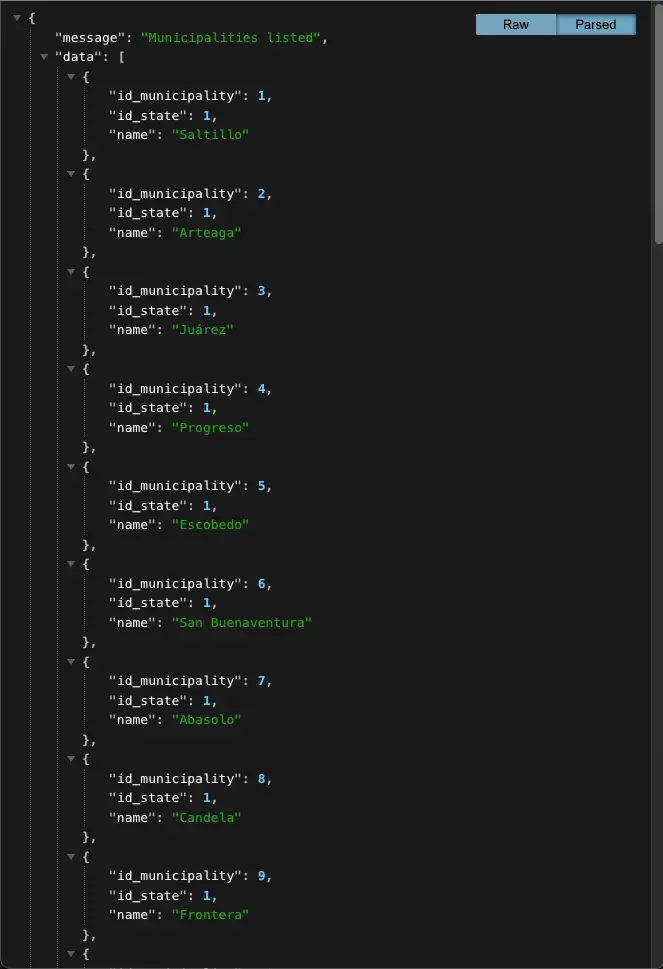 {
Raw Parsed
"message": "Municipalities listed",
"data": [
{
"id_municipality": 1,
"id_state": 1,
"name": "Saltillo"
},
{
"id_municipality": 2,
"id_state": 1,
"name": "Arteaga"
},
{
"id_municipality": 3,
"id_state": 1,
"name": "Juárez"
},
{
"id_municipality": 4,
"id_state": 1,
"name": "Progreso"
},
{
"id_municipality": 5,
"id_state": 1,
"name": "Escobedo"
},
{
"id_municipality": 6,
"id_state": 1,
"name": "San Buenaventura"
},
{
"id_municipality": 7,
"id_state": 1,
"name": "Abasolo"
},
{
"id_municipality": 8,
"id_state": 1,
"name": "Candela"
},
{
"id_municipality": 9,
"id_state": 1,
"name": "Frontera"
},
{